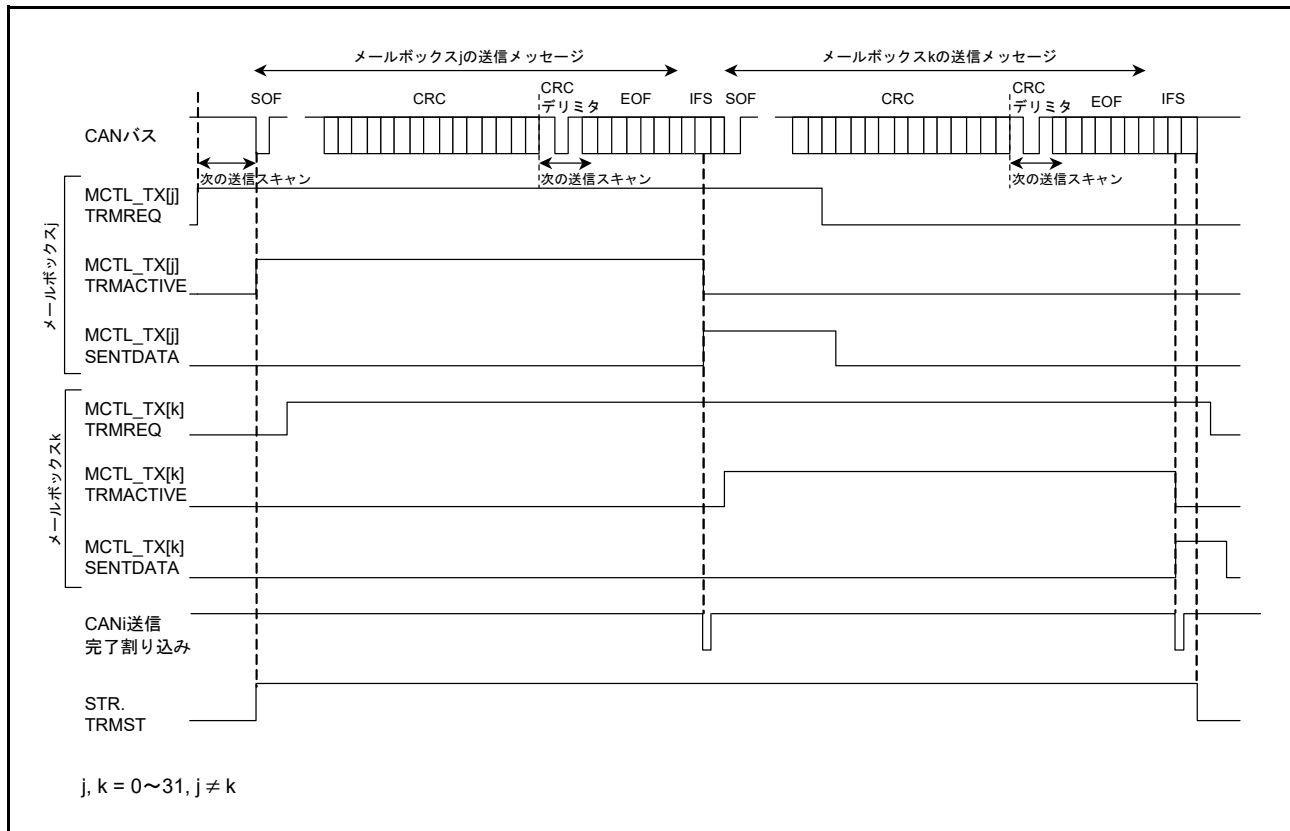 メールボックスjの送信メッセージ
メールボックスkの送信メッセージ
SOF
CRC
CRC
デリミタ
EOF
IFS
SOF
CRC
CRC
デリミタ
EOF
IFS
CANバス
次の送信スキャン
次の送信スキャン
次の送信スキャン
メールボックスj
MCTL_TX[j]
TRMREQ
MCTL_TX[j]
TRMACTIVE
MCTL_TX[j]
SENTDATA
メールボックスk
MCTL_TX[k]
TRMREQ
MCTL_TX[k]
TRMACTIVE
MCTL_TX[k]
SENTDATA
CANi送信
完了割り込み
STR.
TRMST
j, k = 0～31, j ≠ k